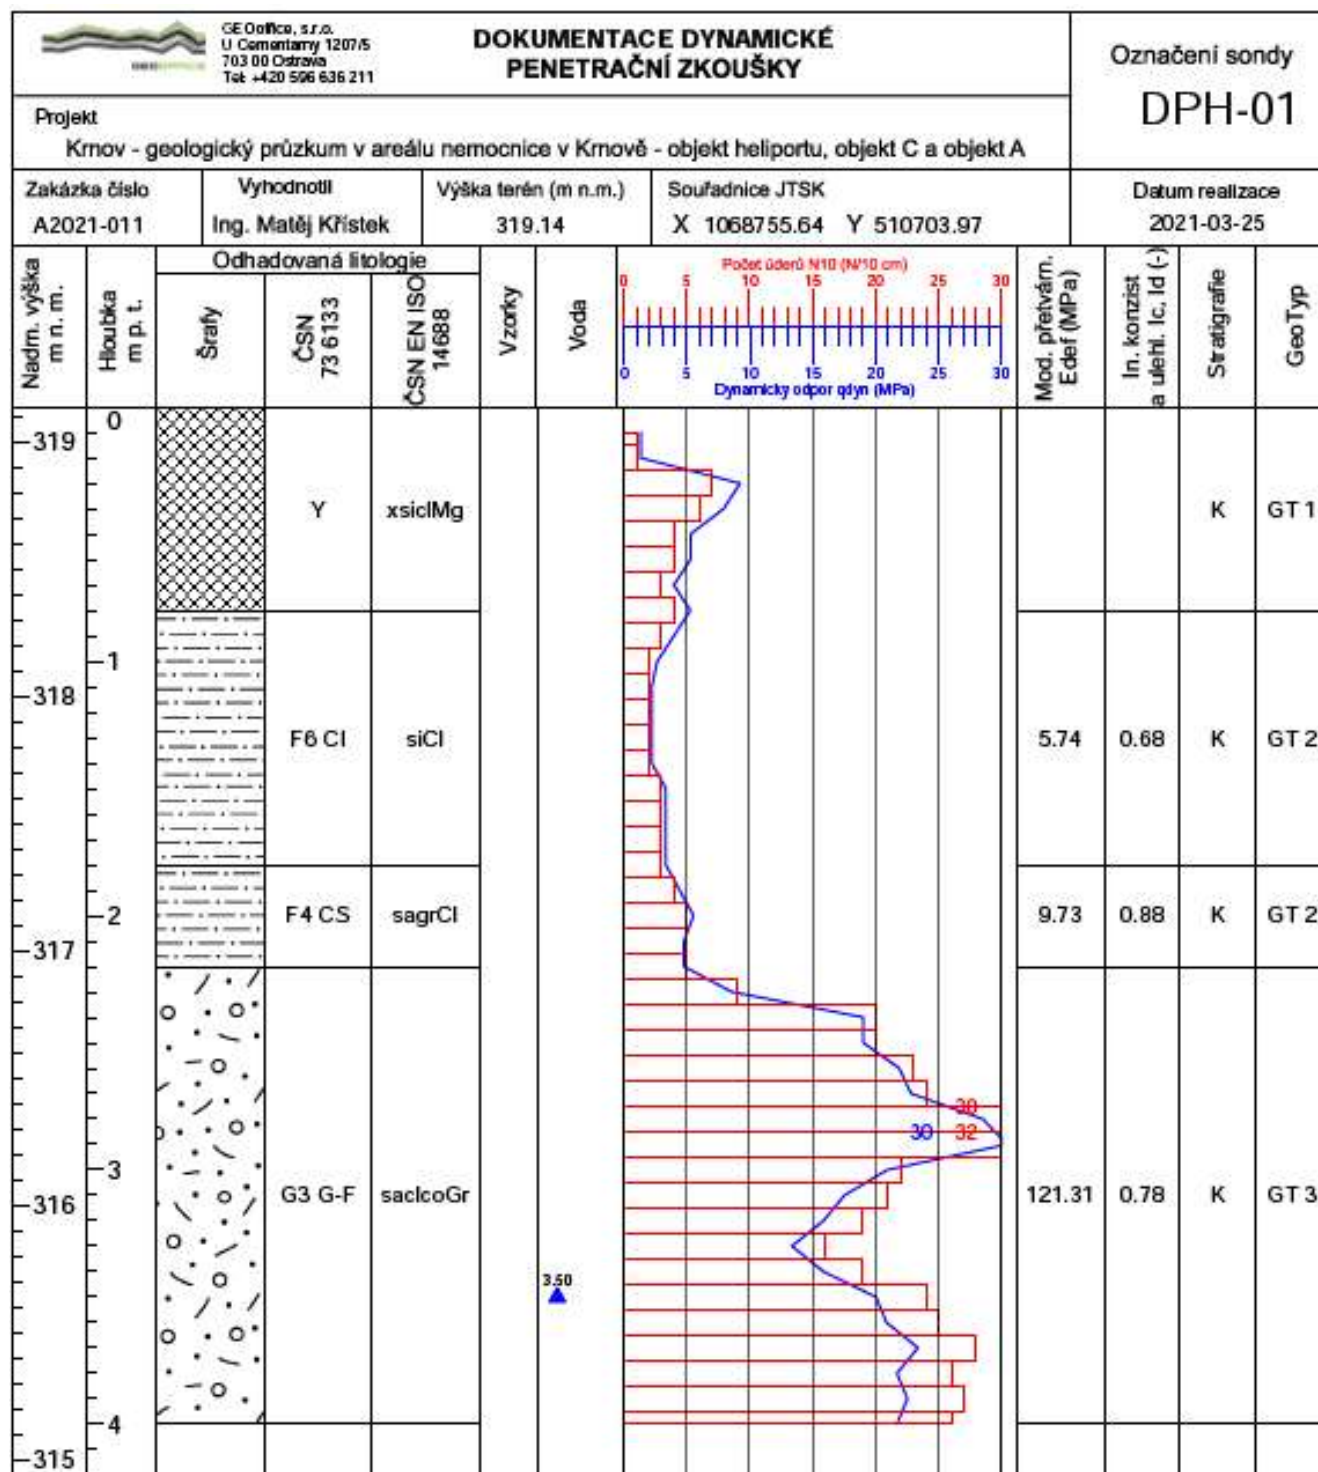 GEOoffice, s.r.o.
U Cementárny 1207/5
703 00 Ostrava
Tel: +420 596 636 211
DOKUMENTACE DYNAMICKÉ
PENETRAČNÍ ZKOUŠKY
Označení sondy
DPH-01
Projekt
Krnov - geologický průzkum v areálu nemocnice v Krnově - objekt heliportu, objekt C a objekt A
Zakázka číslo
A2021-011
Vyhodnotil
Ing. Matěj Křístek
Výška terén (m n.m.)
319.14
Souřadnice JTSK
X 1068755.64 Y 510703.97
Datum realizace
2021-03-25
Nadm. výška
m n. m.
Hloubka
m p. t.
Odhadovaná litologie
Šrafy
ČSN
73 6133
ČSN EN ISO
14688
Vzorky
Voda
Počet úderů N10 (N/10 cm)
0 5 10 15 20 25 30
0 5 10 15 20 25 30
Dynamický odpor qdyn (MPa)
Mod. přetvárn.
Edef (MPa)
In. konzist
a ulehl. Ic, Id (-)
Stratigrafie
GeoTyp
0
319
Y xsiclMg K GT 1
1
318
F6 CI siCl 5.74 0.68 K GT 2
2
F4 CS sagrCl 9.73 0.88 K GT 2
317
30
30 32
3
G3 G-F saclcoGr 121.31 0.78 K GT 3
316
3.50
4
315